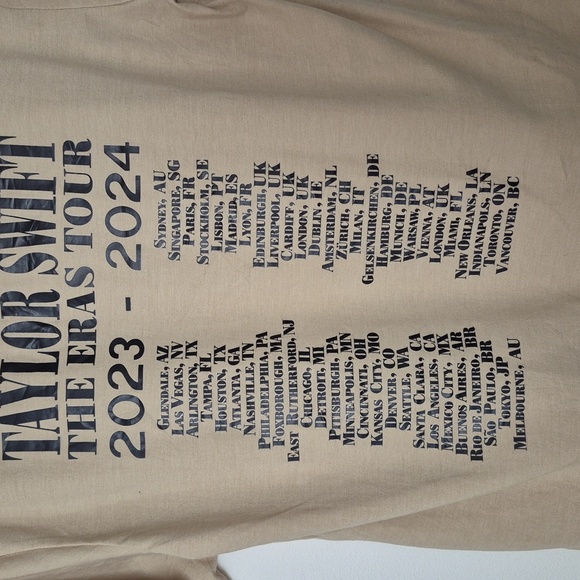 TAYLOR SWIFT
THE ERAS TOUR
2023 - 2024
GLENDALE, AZ
LAS VEGAS, NV
ARLINGTON, TX
TAMPA, FL
HOUSTON, TX
ATLANTA, GA
NASHVILLE, TN
PHILADELPHIA, PA
FOXBOROUGH, MA
EAST RUTHERFORD, NJ
CHICAGO, IL
DETROIT, MI
PITTSBURGH, PA
MINNEAPOLIS, MN
CINCINNATI, OH
KANSAS CITY, MO
DENVER, CO
SEATTLE, WA
SANTA CLARA, CA
LOS ANGELES, CA
MEXICO CITY, MX
BUENOS AIRES, AR
RIO DE JANEIRO, BR
SÃO PAULO, BR
TOKYO, JP
MELBOURNE, AU
SYDNEY, AU
SINGAPORE, SG
PARIS, FR
STOCKHOLM, SE
LISBON, PT
MADRID, ES
LYON, FR
EDINBURGH, UK
LIVERPOOL, UK
CARDIFF, UK
LONDON, UK
DUBLIN, IE
AMSTERDAM, NL
ZÜRICH, CH
MILAN, IT
GELSENKIRCHEN, DE
HAMBURG, DE
MUNICH, DE
WARSAW, PL
VIENNA, AT
LONDON, UK
MIAMI, FL
NEW ORLEANS, LA
INDIANAPOLS, LN
TORONTO, ON
VANCOUVER, BC